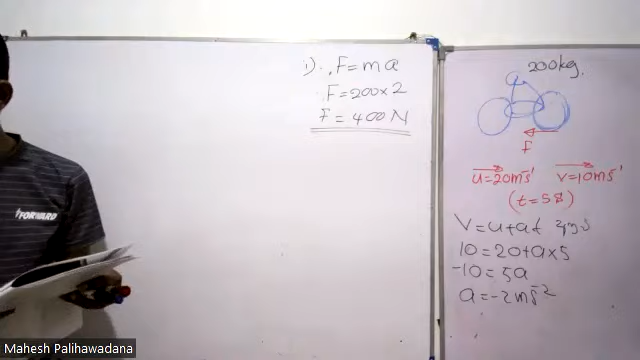 i) F = ma
F = 200 × 2
F = 400 N
200kg.
F
u = 20ms⁻¹ v = 10ms⁻¹
(t = 5s)
V = u + at
10 = 20 + a × 5
-10 = 5a
a = -2ms⁻²
FORWARD
Mahesh Palihawadana